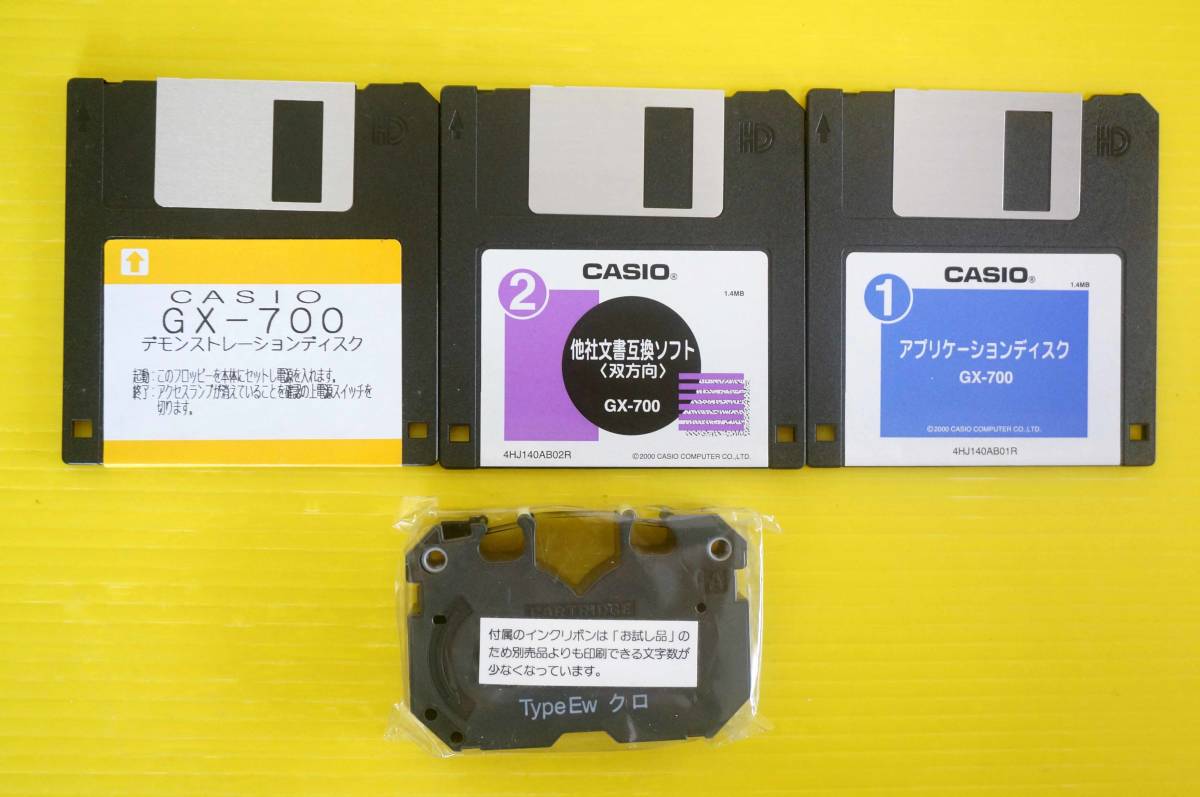 HD
CASIO
GX-700
デモンストレーションディスク
起動:このフロッピーを本体にセットし電源を入れます。
終了:アクセスランプが消えていることを確認の上電源スイッチを
切ります。
HD
2
CASIO®
1.4MB
他社文書互換ソフト
〈双方向〉
GX-700
4HJ140AB02R
©2000 CASIO COMPUTER CO.,LTD.
HD
1
CASIO®
1.4MB
アプリケーションディスク
GX-700
©2000 CASIO COMPUTER CO.,LTD.
4HJ140AB01R
A
CARTRIDGE
付属のインクリボンは「お試し品」の
ため別売品よりも印刷できる文字数が
少なくなっています。
TypeEw クロ